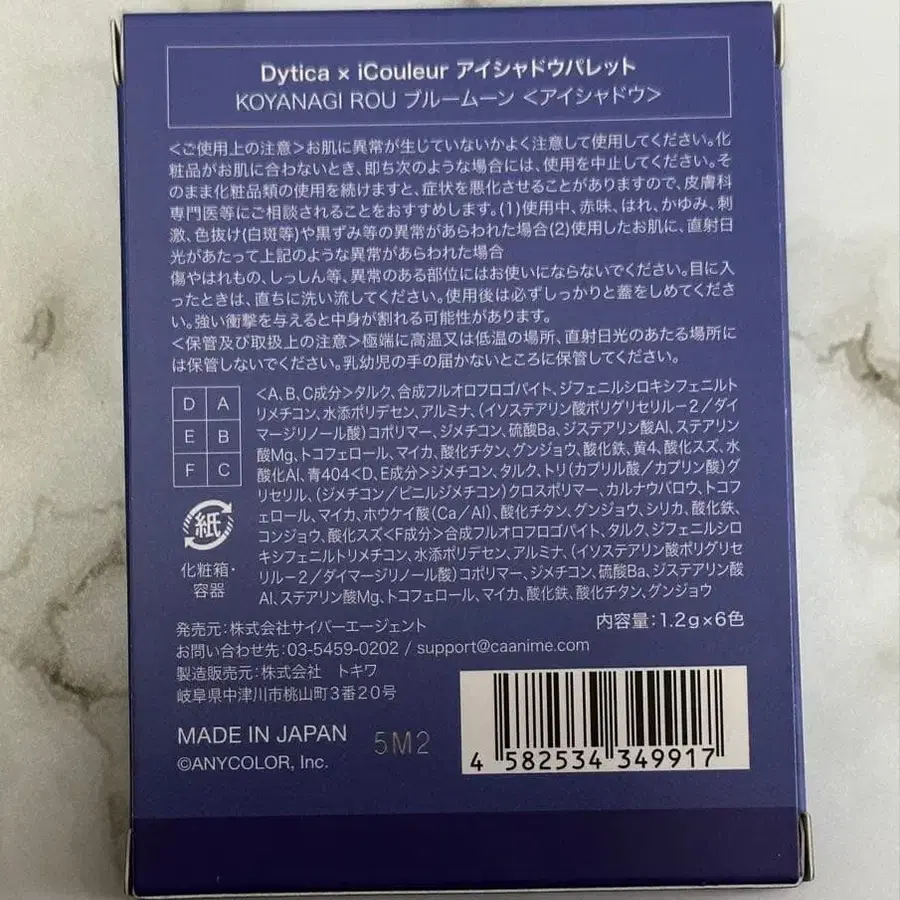 Dytica × iCouleur アイシャドウパレット
KOYANAGI ROU ブルームーン ＜アイシャドウ＞
＜ご使用上の注意＞お肌に異常が生じていないかよく注意して使用してください。化
粧品がお肌に合わないとき、即ち次のような場合には、使用を中止してください。そ
のまま化粧品類の使用を続けますと、症状を悪化させることがありますので、皮膚科
専門医等にご相談されることをおすすめします。(1)使用中、赤味、はれ、かゆみ、刺
激、色抜け(白斑等)や黒ずみ等の異常があらわれた場合(2)使用したお肌に、直射日
光があたって上記のような異常があらわれた場合
傷やはれもの、しっしん等、異常のある部位にはお使いにならないでください。目に入
ったときは、直ちに洗い流してください。使用後は必ずしっかりと蓋をしめてくださ
い。強い衝撃を与えると中身が割れる可能性があります。
＜保管及び取扱上の注意＞極端に高温又は低温の場所、直射日光のあたる場所に
は保管しないでください。乳幼児の手の届かないところに保管してください。
D A
E B
F C
＜A、B、C成分＞タルク、合成フルオロフロゴパイト、ジフェニルシロキシフェニルト
リメチコン、水添ポリデセン、アルミナ、（イソステアリン酸ポリグリセリル－2／ダイ
マージリノール酸）コポリマー、ジメチコン、硫酸Ba、ジステアリン酸Al、ステアリン
酸Mg、トコフェロール、マイカ、酸化チタン、グンジョウ、酸化鉄、黄4、酸化スズ、水
酸化Al、青404＜D、E成分＞ジメチコン、タルク、トリ（カプリル酸／カプリン酸）グ
リセリル、（ジメチコン／ビニルジメチコン）クロスポリマー、カルナウバロウ、トコフ
ェロール、マイカ、ホウケイ酸（Ca／Al）、酸化チタン、グンジョウ、シリカ、酸化鉄、
コンジョウ、酸化スズ＜F成分＞合成フルオロフロゴパイト、タルク、ジフェニルシロ
キシフェニルトリメチコン、水添ポリデセン、アルミナ、（イソステアリン酸ポリグリセ
リル－2／ダイマージリノール酸）コポリマー、ジメチコン、硫酸Ba、ジステアリン酸
Al、ステアリン酸Mg、トコフェロール、マイカ、酸化鉄、酸化チタン、グンジョウ
紙
化粧箱・
容器
内容量：1.2g×6色
発売元：株式会社サイバーエージェント
お問い合わせ先：03-5459-0202 / support@caanime.com
製造販売元：株式会社 トキワ
岐阜県中津川市桃山町3番20号
MADE IN JAPAN
5M2
©ANYCOLOR, Inc.
4 582534 349917